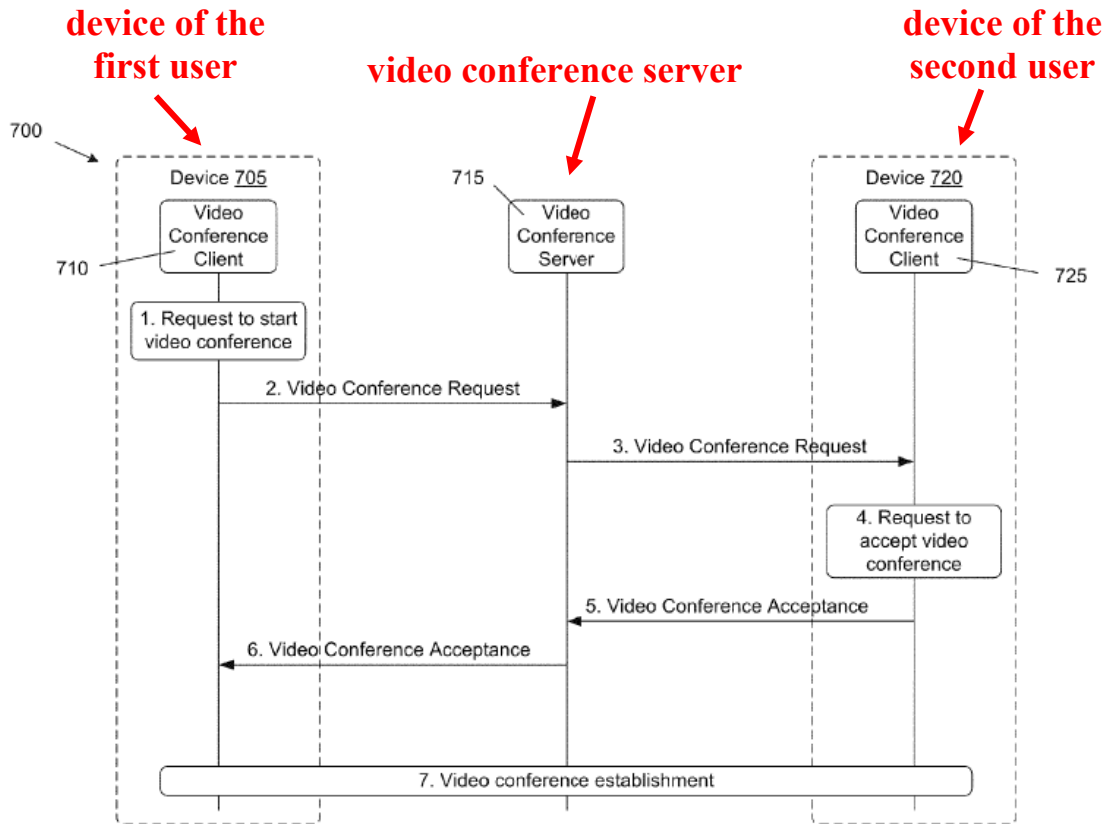 device of the
first user
video conference server
device of the
second user
700
Device 705
715
Device 720
Video
Conference
Client
710
Video
Conference
Server
Video
Conference
Client
725
1. Request to start
video conference
2. Video Conference Request
3. Video Conference Request
4. Request to
accept video
conference
5. Video Conference Acceptance
6. Video Conference Acceptance
7. Video conference establishment